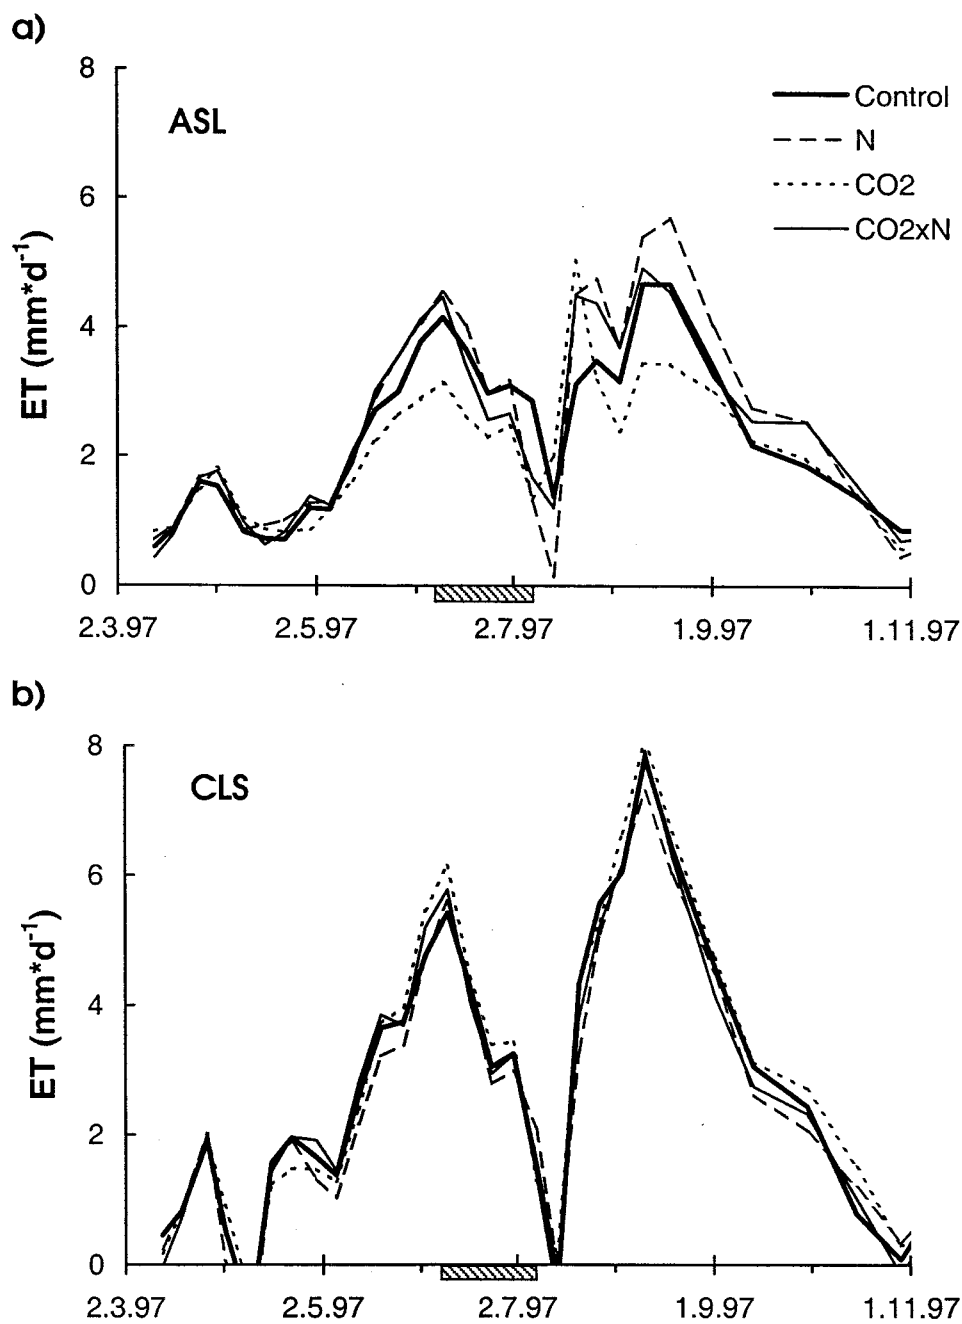 a)
8
ASL
Control
N
CO2
CO2xN
6
ET (mm*d⁻¹)
4
2
0
2.3.97 2.5.97 2.7.97 1.9.97 1.11.97
b)
8
CLS
6
ET (mm*d⁻¹)
4
2
0
2.3.97 2.5.97 2.7.97 1.9.97 1.11.97